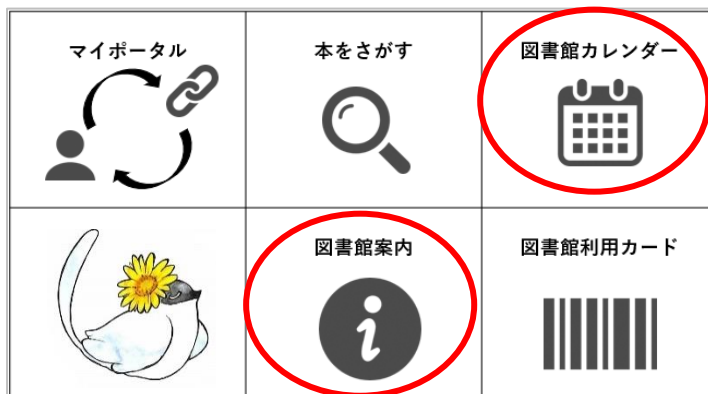 マイポータル
本をさがす
図書館カレンダー
図書館案内
図書館利用カード